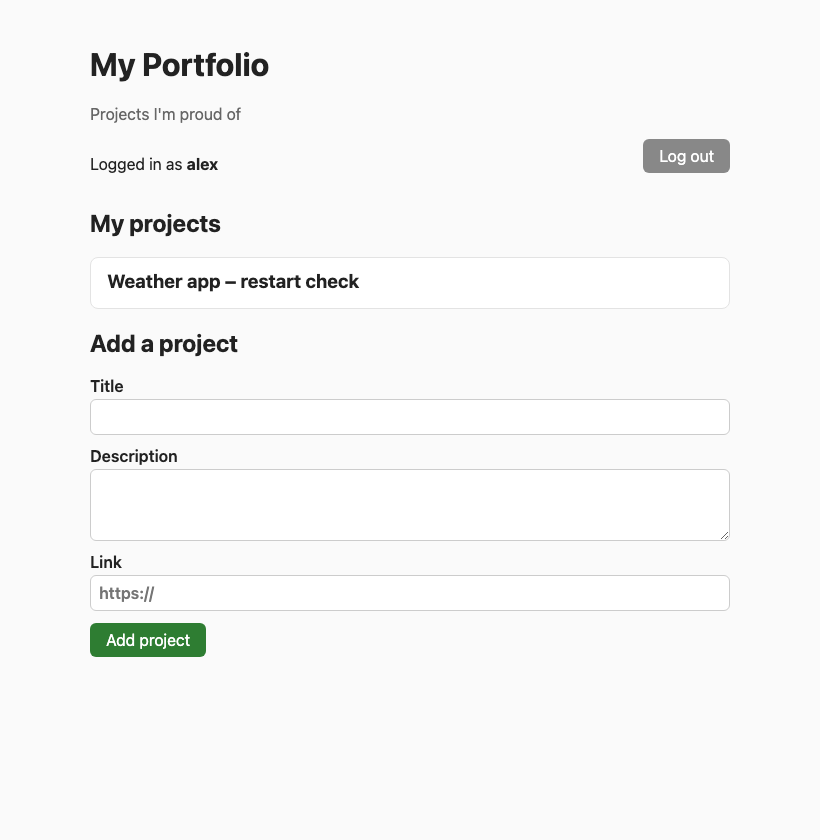 My Portfolio
Projects I'm proud of
Logged in as alex
Log out
My projects
Weather app – restart check
Add a project
Title
Description
Link
https://
Add project